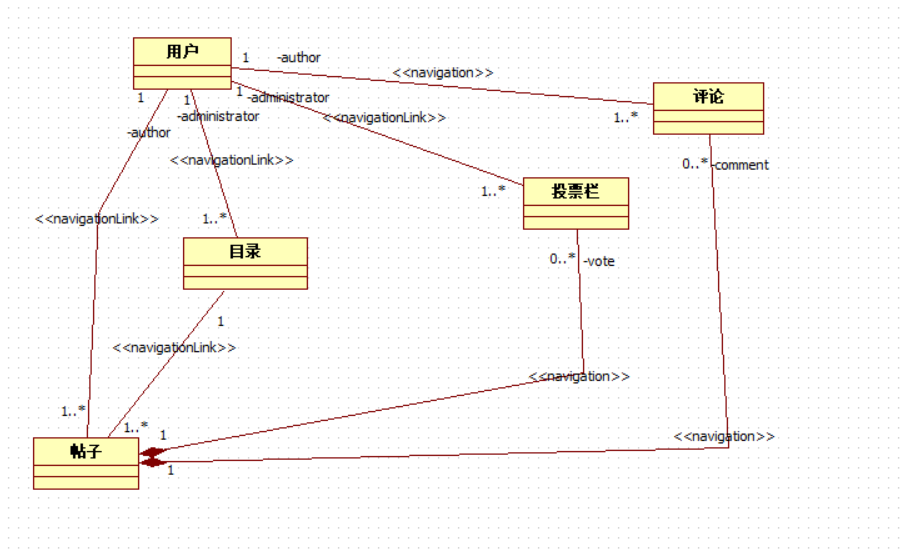 用户
1
-author
<<navigation>>
评论
1..*
1
-administrator
<<navigationLink>>
1
-author
1
-administrator
<<navigationLink>>
0..*
-comment
1..*
投票栏
<<navigationLink>>
1..*
目录
0..*
-vote
1
<<navigationLink>>
<<navigation>>
1..*
1..*
1
<<navigation>>
帖子
1